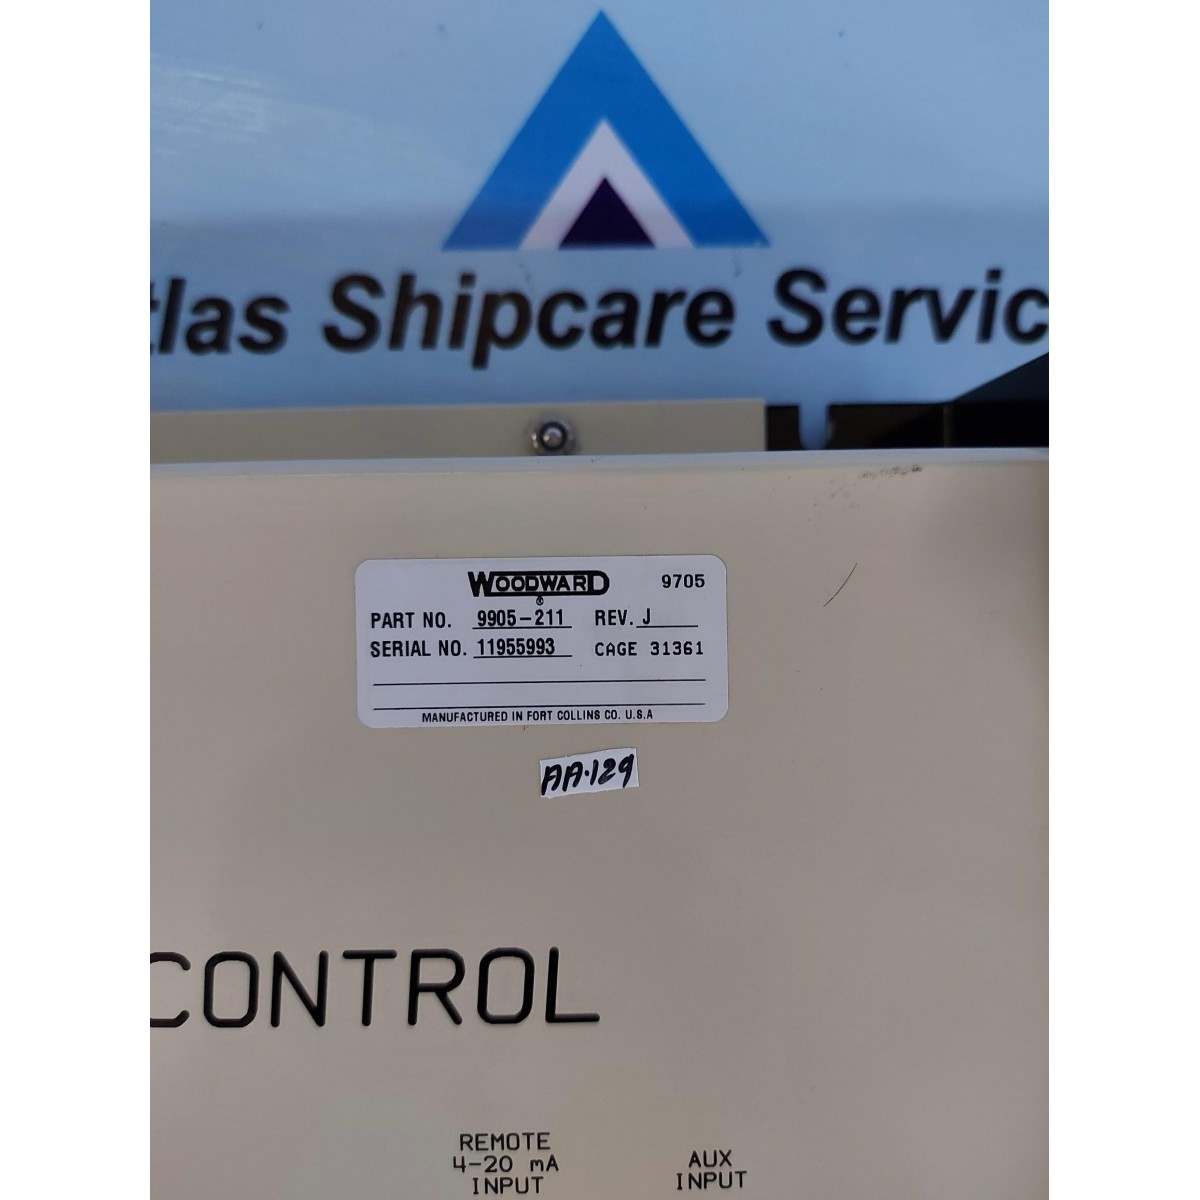 tlas Shipcare Servic
WOODWARD 9705
®
PART NO. 9905-211 REV. J
SERIAL NO. 11955993 CAGE 31361
MANUFACTURED IN FORT COLLINS CO. U.S.A
AA-129
CONTROL
REMOTE
4-20 mA
INPUT
AUX
INPUT